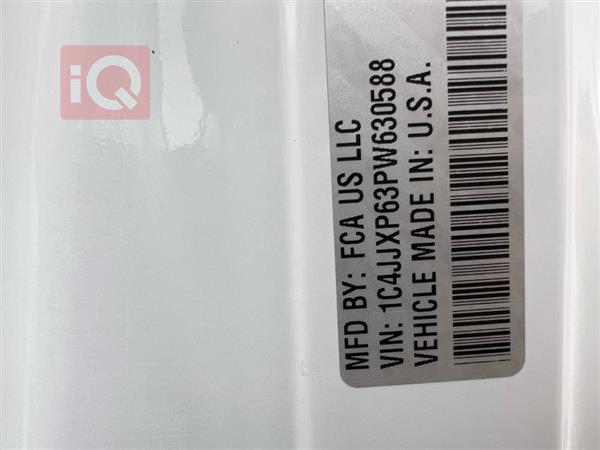 iQ
MFD BY: FCA US LLC
VIN: 1C4JJXP63PW630588
VEHICLE MADE IN: U.S.A.